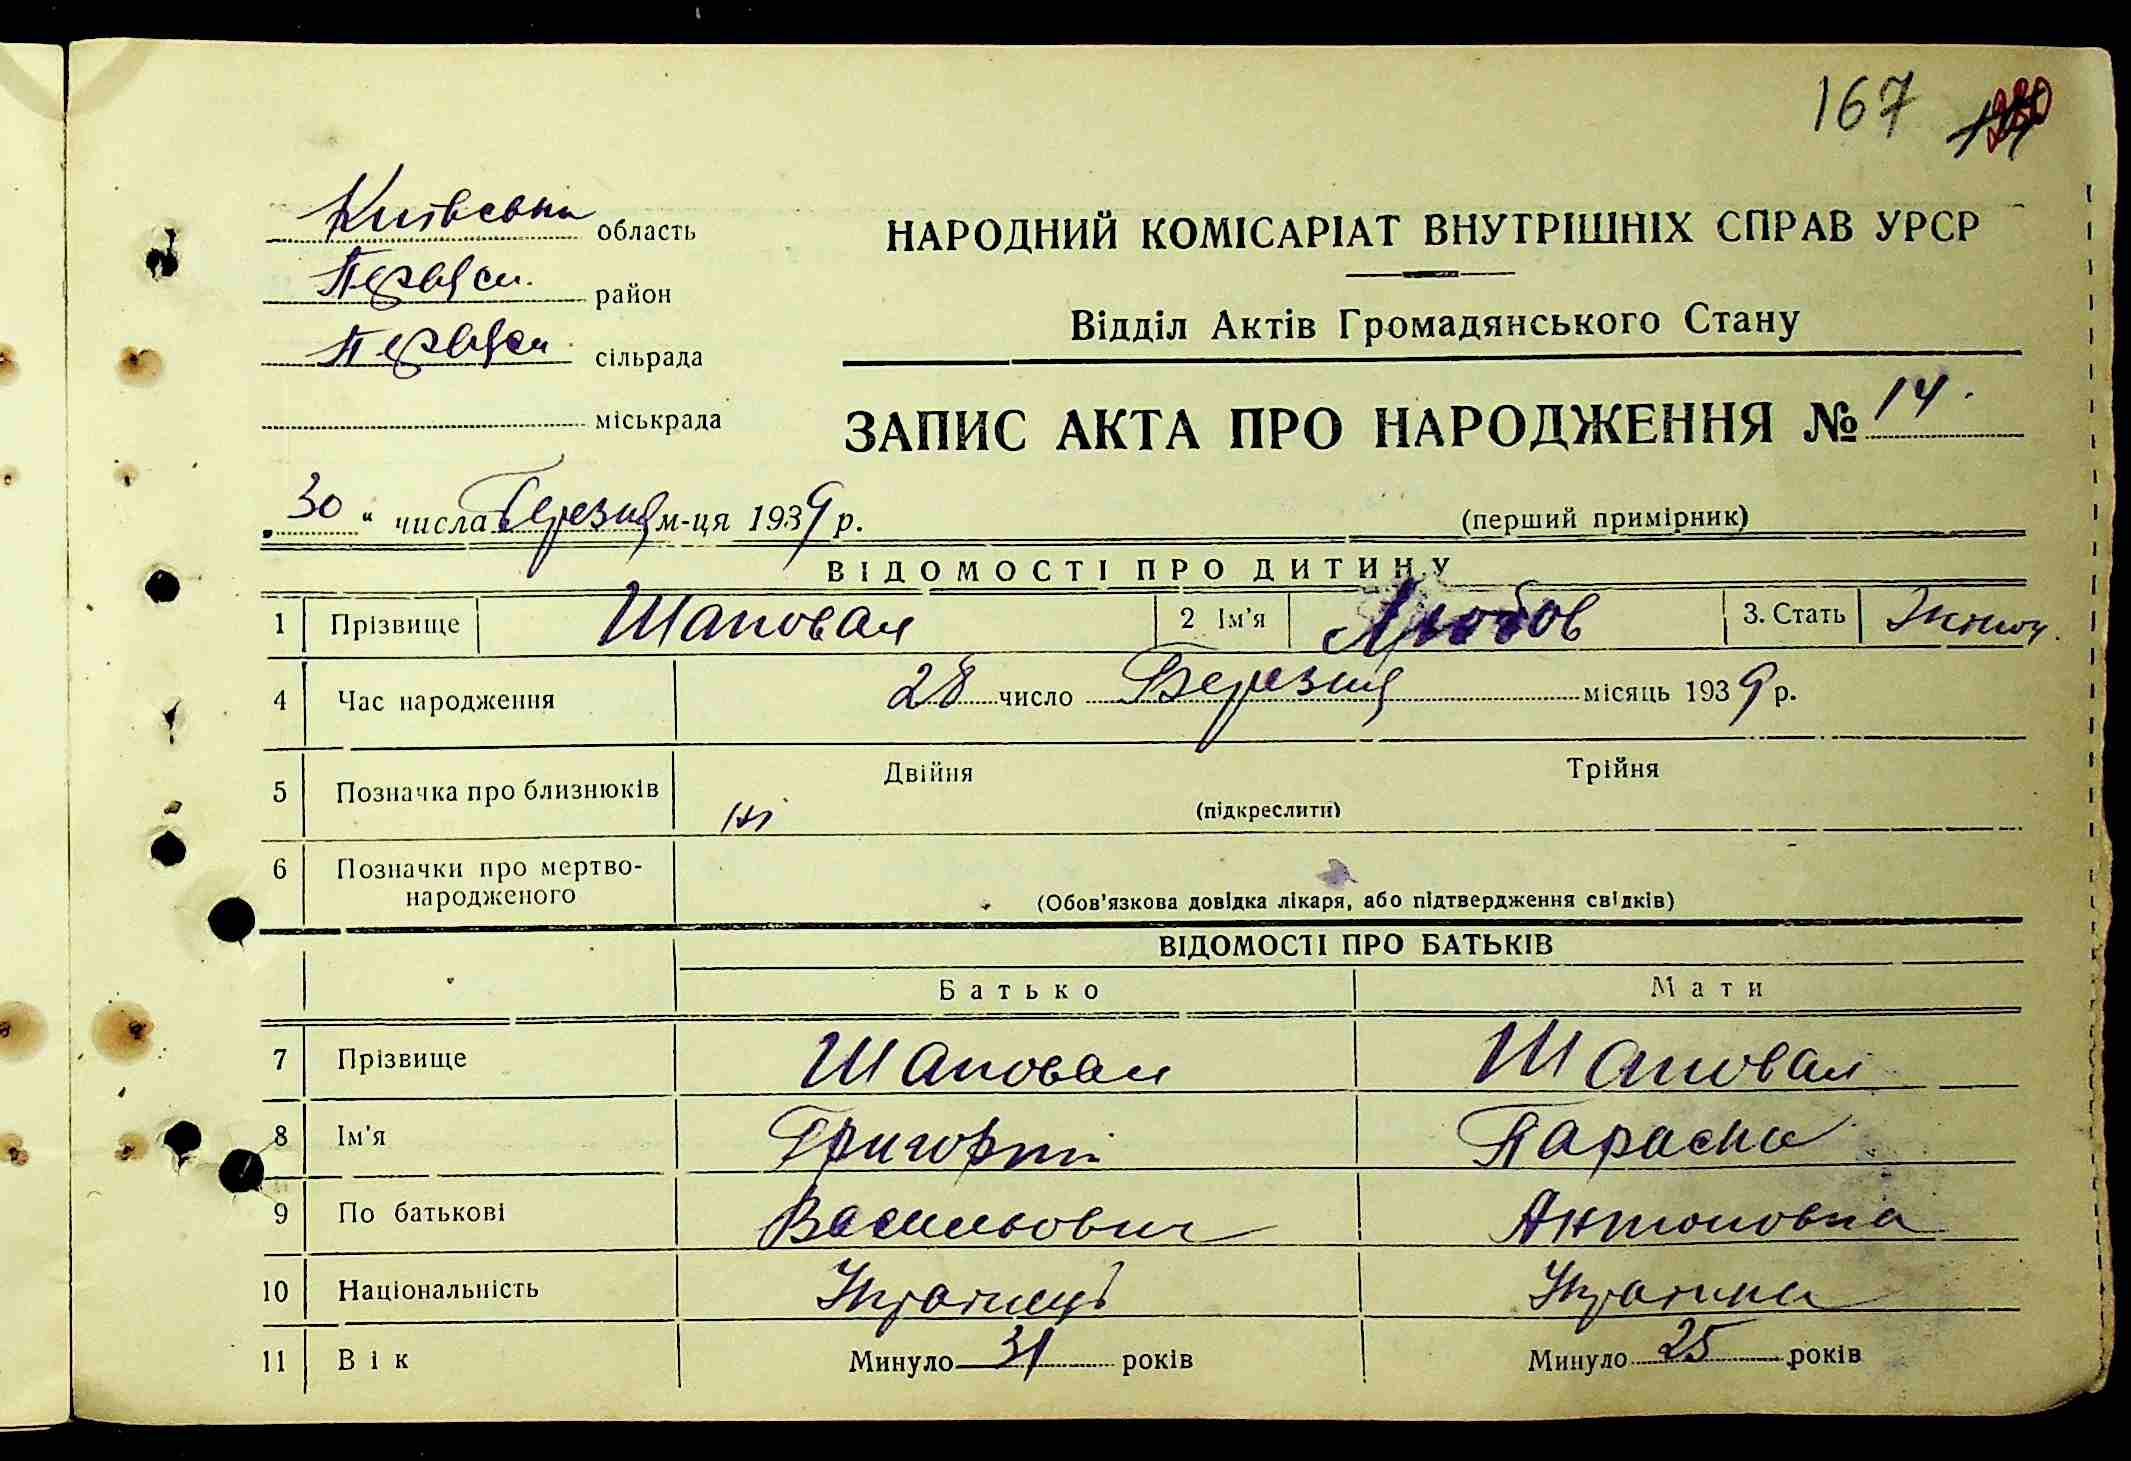 167
Київська область
район
сільрада
міськрада
НАРОДНИЙ КОМІСАРІАТ ВНУТРІШНІХ СПРАВ УРСР
Відділ Актів Громадянського Стану
ЗАПИС АКТА ПРО НАРОДЖЕННЯ № 14.
„30“ числа Березня м-ця 1939 р.
(перший примірник)
ВІДОМОСТІ ПРО ДИТИНУ
1 Прізвище Шаповал 2 Ім'я Любов 3. Стать
4 Час народження 28 число Березня місяць 1939 р.
5 Позначка про близнюків ні Двійня (підкреслити) Трійня
6 Позначки про мертво-
народженого
(Обов'язкова довідка лікаря, або підтвердження свідків)
ВІДОМОСТІ ПРО БАТЬКІВ
Батько Мати
7 Прізвище Шаповал Шаповал
8 Ім'я Григорій Параска
9 По батькові Васильович Антоновна
10 Національність Українець Українка
11 Вік Минуло 31 років Минуло 25 років